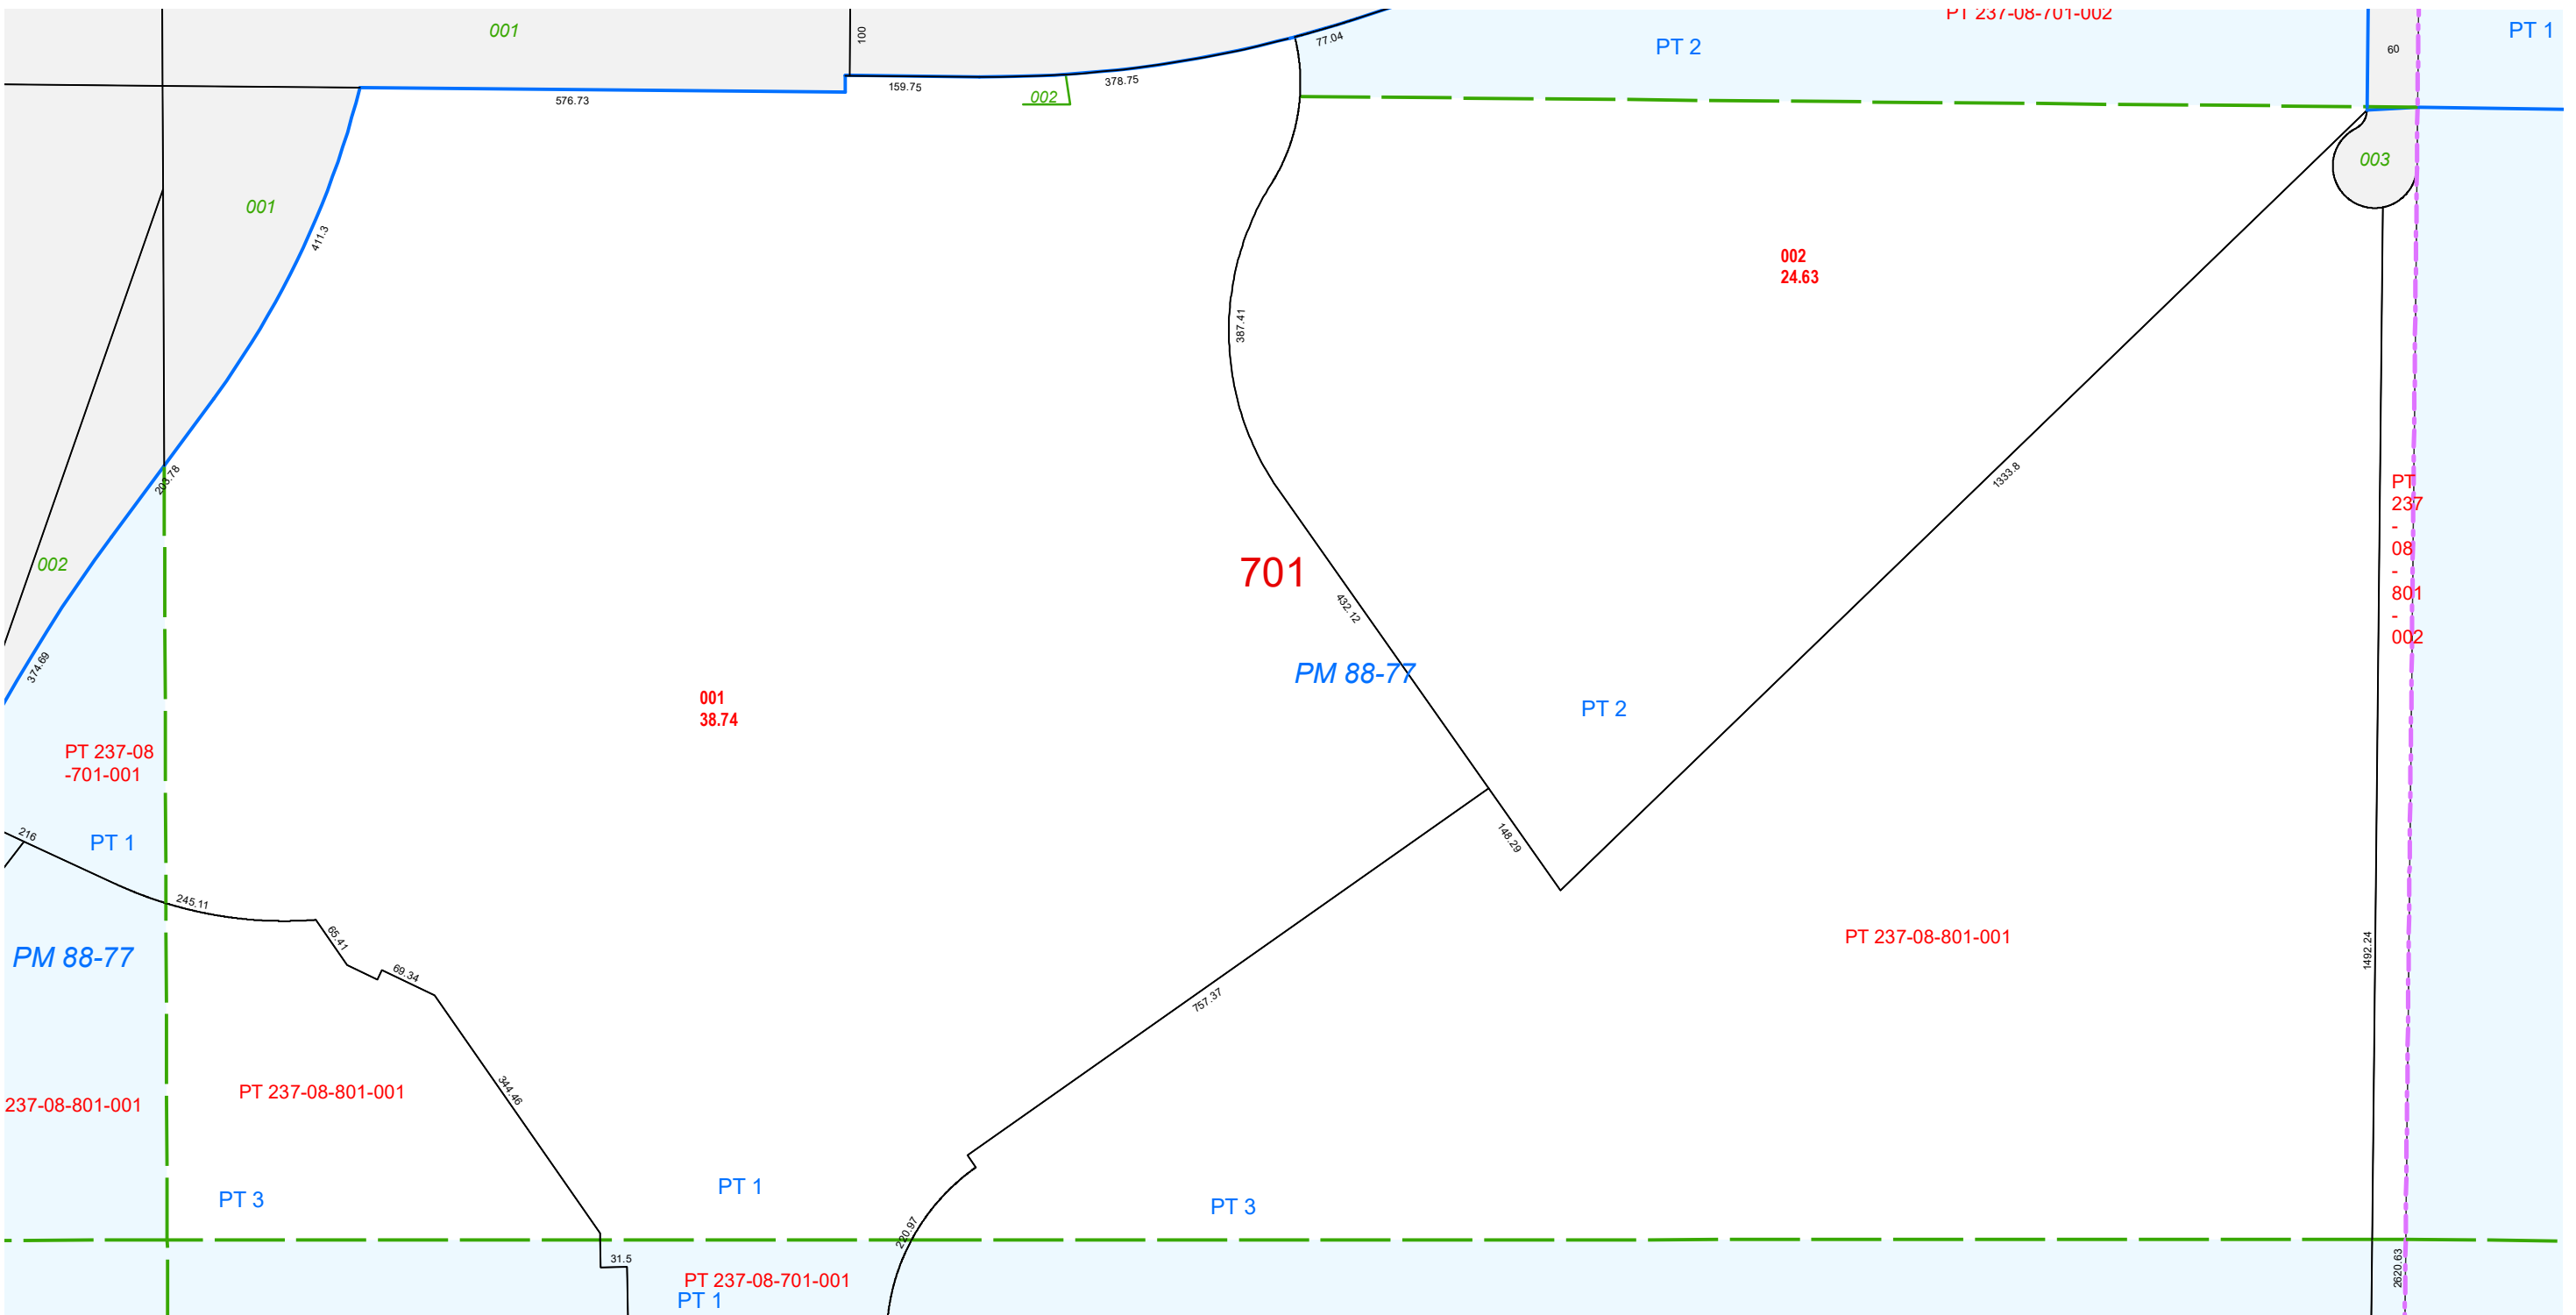 PT 237-08-701-002
001
100
77.04
PT 2
60
PT 1
576.73
159.75
002
378.75
003
001
411.3
002
24.63
387.41
203.78
1333.8
PT
237
-
08
-
801
-
002
002
701
432.12
374.69
PM 88-77
001
38.74
PT 2
PT 237-08
-701-001
216
PT 1
148.29
245.11
65.41
PT 237-08-801-001
1492.24
PM 88-77
69.34
757.37
344.46
PT 237-08-801-001
237-08-801-001
PT 3
PT 1
PT 3
220.97
31.5
2620.63
PT 237-08-701-001
PT 1